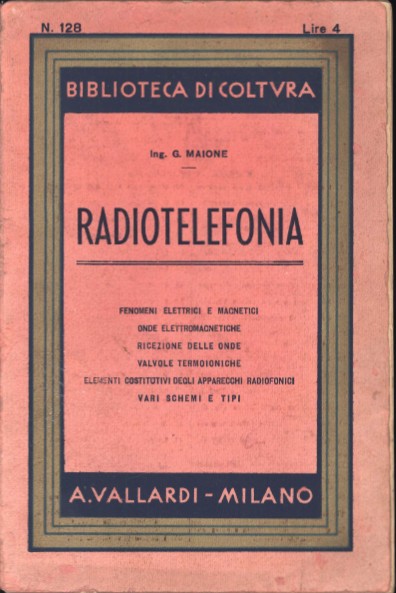 N. 128 Lire 4
BIBLIOTECA DI COLTVRA
Ing. G. MAIONE
RADIOTELEFONIA
FENOMENI ELETTRICI E MAGNETICI
ONDE ELETTROMAGNETICHE
RICEZIONE DELLE ONDE
VALVOLE TERMOIONICHE
ELEMENTI COSTITUTIVI DEGLI APPARECCHI RADIOFONICI
VARI SCHEMI E TIPI
A. VALLARDI - MILANO